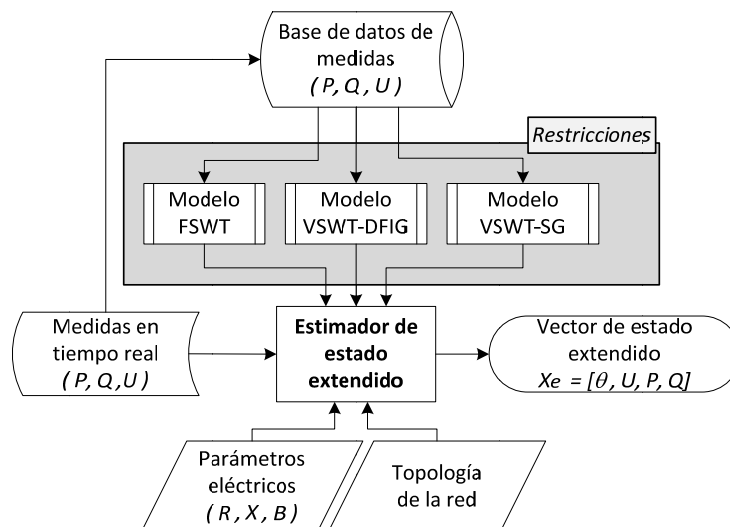 Base de datos de
medidas
( P, Q , U )
Restricciones
Modelo
FSWT
Modelo
VSWT-DFIG
Modelo
VSWT-SG
Medidas en
tiempo real
( P, Q,U )
Estimador de
estado
extendido
Vector de estado
extendido
Xe = [θ , U, P, Q]
Parámetros
eléctricos
( R , X , B )
Topología
de la red